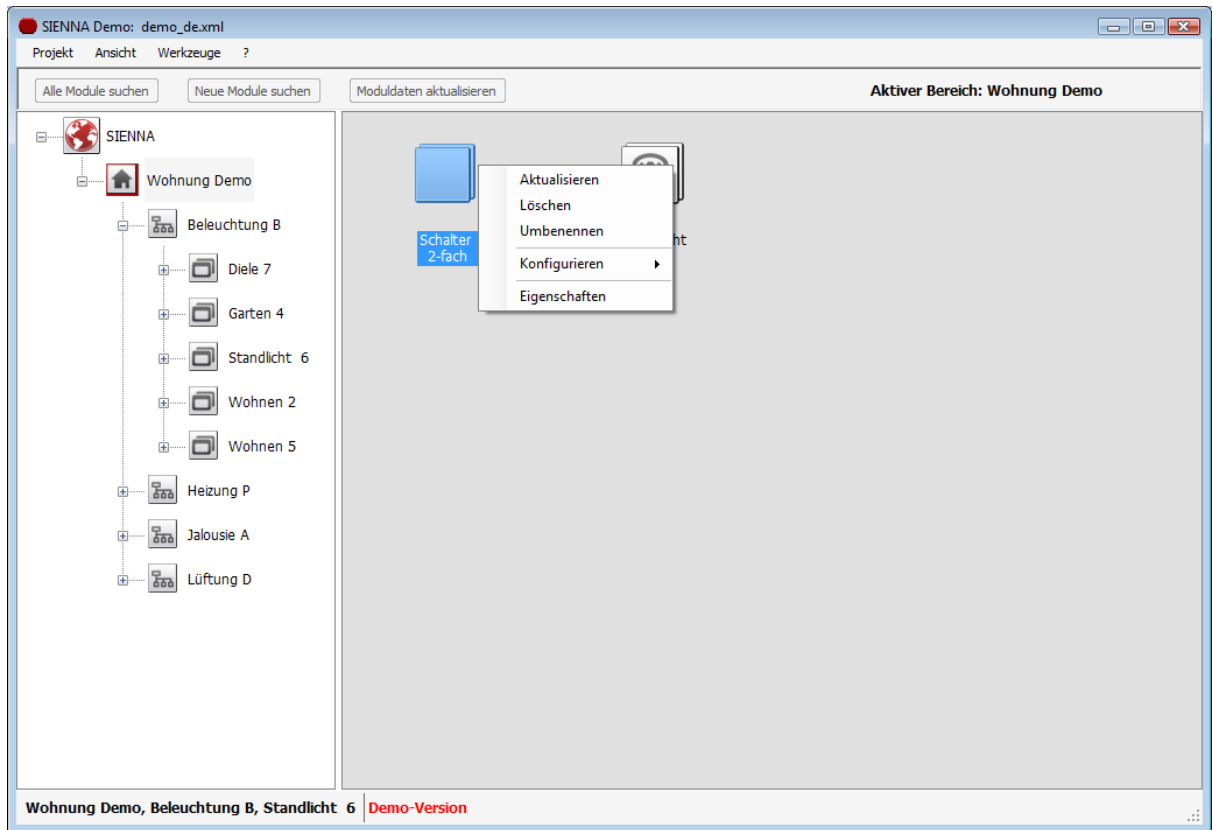 SIENNA Demo: demo_de.xml
Projekt Ansicht Werkzeuge ?
Alle Module suchen Neue Module suchen Moduldaten aktualisieren Aktiver Bereich: Wohnung Demo
SIENNA
Wohnung Demo
Beleuchtung B
Diele 7
Garten 4
Standlicht 6
Wohnen 2
Wohnen 5
Heizung P
Jalousie A
Lüftung D
Schalter
2-fach
ht
Aktualisieren
Löschen
Umbenennen
Konfigurieren
Eigenschaften
Wohnung Demo, Beleuchtung B, Standlicht 6 Demo-Version